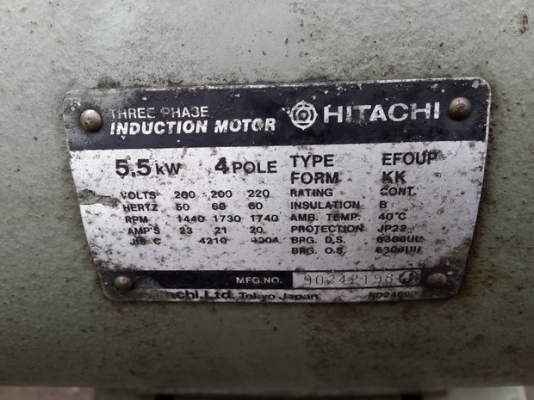 THREE PHASE
INDUCTION MOTOR HITACHI
5.5 kW 4 POLE TYPE EFOUP
FORM KK
VOLTS 200 200 220 RATING CONT.
HERTZ 50 60 60 INSULATION B
RPM 1440 1730 1740 AMB. TEMP. 40°C
AMP'S 23 21 20 PROTECTION JP22
C 4210 BRG. D.S.
BRG. O.S.
MFG.NO.
Ltd. Tokyo Japan